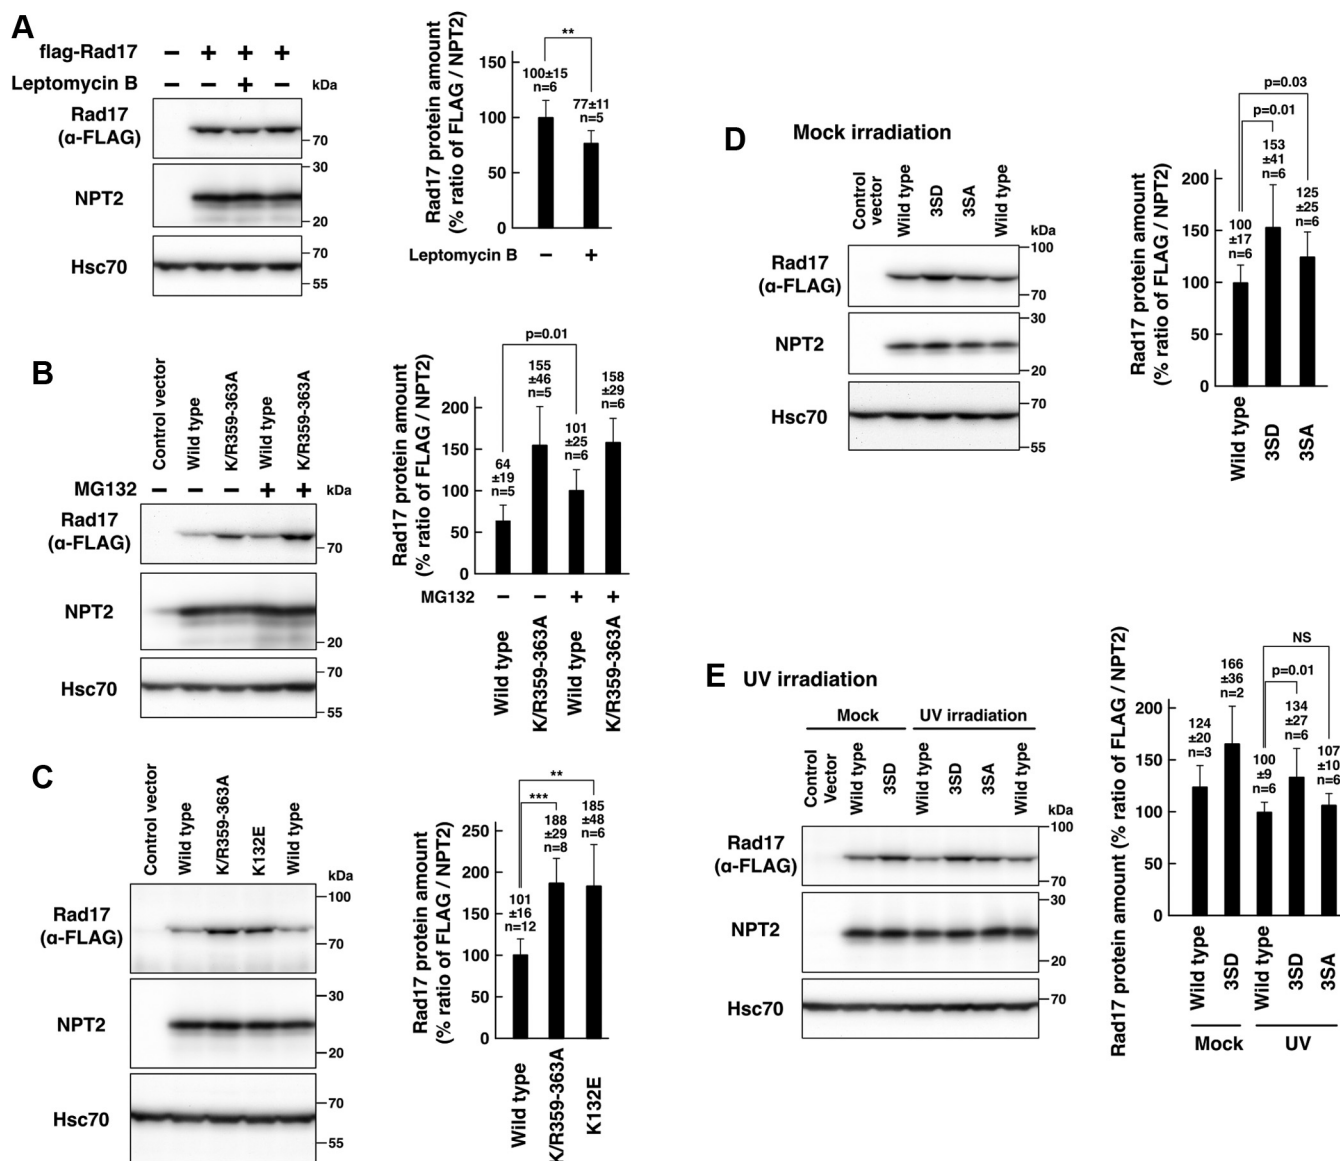 A
flag-Rad17 − + + +
Leptomycin B − − + − kDa
Rad17
(α-FLAG)
70
30
NPT2
20
70
Hsc70
55
Rad17 protein amount
(% ratio of FLAG / NPT2)
150
100
50
0
**
100±15
n=6
77±11
n=5
Leptomycin B − +
B
Control vector
Wild type
K/R359-363A
Wild type
K/R359-363A
MG132 − − − + + kDa
Rad17
(α-FLAG)
70
NPT2
20
70
Hsc70
55
Rad17 protein amount
(% ratio of FLAG / NPT2)
200
150
100
50
0
p=0.01
64
±19
n=5
155
±46
n=5
101
±25
n=6
158
±29
n=6
MG132 − − + +
Wild type
K/R359-363A
Wild type
K/R359-363A
C
Control vector
Wild type
K/R359-363A
K132E
Wild type
kDa
100
Rad17
(α-FLAG)
70
30
NPT2
20
70
Hsc70
55
Rad17 protein amount
(% ratio of FLAG / NPT2)
250
200
150
100
50
0
**
***
101
±16
n=12
188
±29
n=8
185
±48
n=6
Wild type
K/R359-363A
K132E
D Mock irradiation
Control
vector
Wild type
3SD
3SA
Wild type
kDa
100
Rad17
(α-FLAG)
70
30
NPT2
20
70
Hsc70
55
Rad17 protein amount
(% ratio of FLAG / NPT2)
200
150
100
50
0
p=0.03
p=0.01
100
±17
n=6
153
±41
n=6
125
±25
n=6
Wild type
3SD
3SA
E UV irradiation
Mock UV irradiation
Control
Vector
Wild type
3SD
Wild type
3SD
3SA
Wild type
kDa
100
Rad17
(α-FLAG)
70
30
NPT2
20
70
Hsc70
Rad17 protein amount (% ratio of FLAG / NPT2)
200
150
100
50
0
NS
p=0.01
124
±20
n=3
166
±36
n=2
100
±9
n=6
134
±27
n=6
107
±10
n=6
Wild type
3SD
Wild type
3SD
3SA
Mock UV